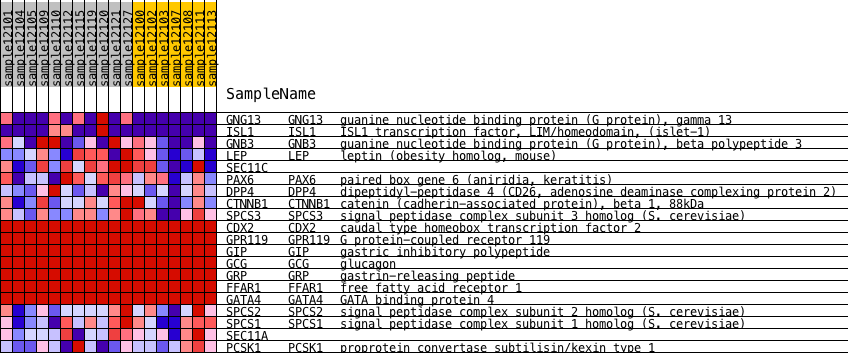 sample12101
sample12104
sample12105
sample12109
sample12110
sample12112
sample12115
sample12119
sample12120
sample12121
sample12127
sample12100
sample12102
sample12103
sample12107
sample12108
sample12111
sample12113
SampleName
GNG13 GNG13 guanine nucleotide binding protein (G protein), gamma 13
ISL1 ISL1 ISL1 transcription factor, LIM/homeodomain, (islet-1)
GNB3 GNB3 guanine nucleotide binding protein (G protein), beta polypeptide 3
LEP LEP leptin (obesity homolog, mouse)
SEC11C
PAX6 PAX6 paired box gene 6 (aniridia, keratitis)
DPP4 DPP4 dipeptidyl-peptidase 4 (CD26, adenosine deaminase complexing protein 2)
CTNNB1 CTNNB1 catenin (cadherin-associated protein), beta 1, 88kDa
SPCS3 SPCS3 signal peptidase complex subunit 3 homolog (S. cerevisiae)
CDX2 CDX2 caudal type homeobox transcription factor 2
GPR119 GPR119 G protein-coupled receptor 119
GIP GIP gastric inhibitory polypeptide
GCG GCG glucagon
GRP GRP gastrin-releasing peptide
FFAR1 FFAR1 free fatty acid receptor 1
GATA4 GATA4 GATA binding protein 4
SPCS2 SPCS2 signal peptidase complex subunit 2 homolog (S. cerevisiae)
SPCS1 SPCS1 signal peptidase complex subunit 1 homolog (S. cerevisiae)
SEC11A
PCSK1 PCSK1 proprotein convertase subtilisin/kexin type 1